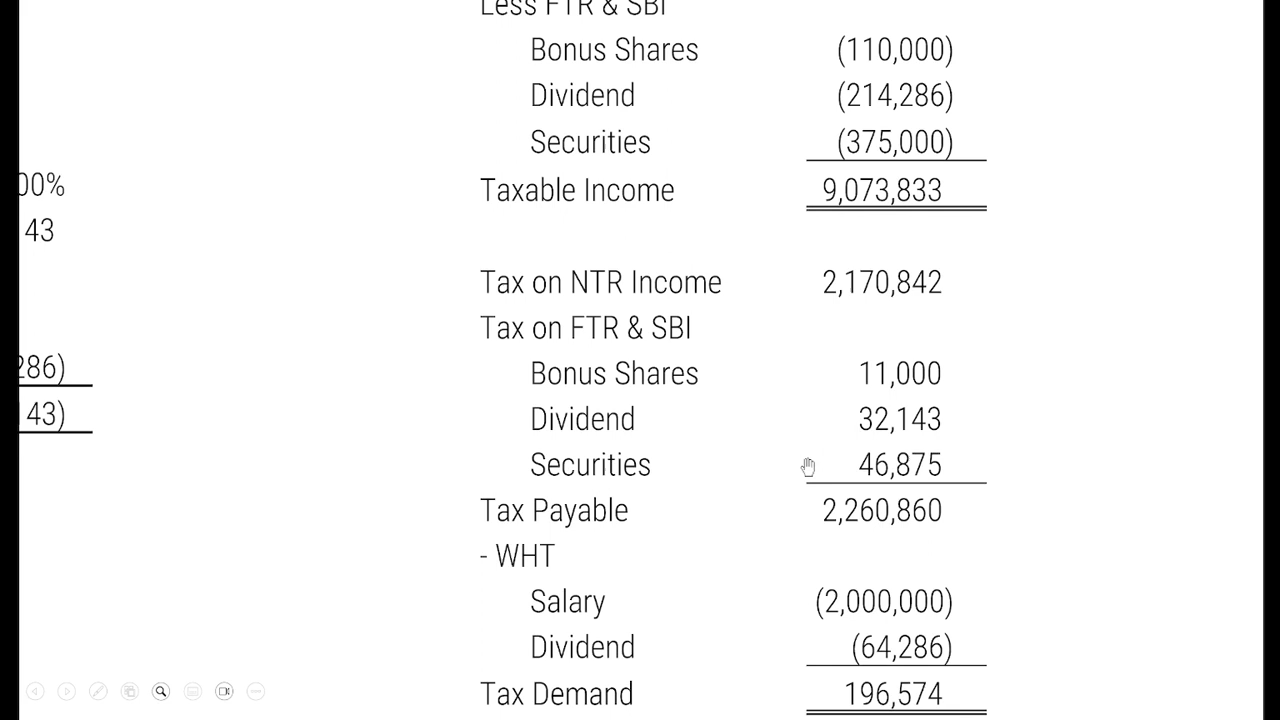 Less FTR & SBI
Bonus Shares (110,000)
Dividend (214,286)
Securities (375,000)
00%
Taxable Income 9,073,833
43
Tax on NTR Income 2,170,842
Tax on FTR & SBI
286)
Bonus Shares 11,000
43)
Dividend 32,143
Securities 46,875
Tax Payable 2,260,860
- WHT
Salary (2,000,000)
Dividend (64,286)
Tax Demand 196,574